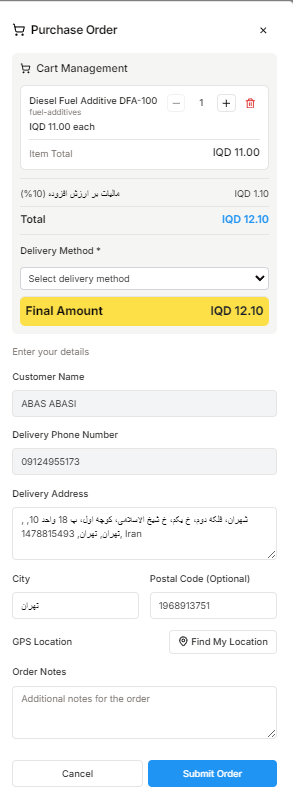 Purchase Order
Cart Management
Diesel Fuel Additive DFA-100
1
fuel-additives
IQD 11.00 each
Item Total
IQD 11.00
مالیات بر ارزش افزوده (10%)
IQD 1.10
Total
IQD 12.10
Delivery Method *
Select delivery method
Final Amount
IQD 12.10
Enter your details
Customer Name
ABAS ABASI
Delivery Phone Number
09124955173
Delivery Address
شهران، فلکه دوم، خ یکم، خ شیخ الاسلامی، کوچه اول، پ 18 واحد 10, ,
تهران, تهران, 1478815493, Iran
City
Postal Code (Optional)
تهران
1968913751
GPS Location
Find My Location
Order Notes
Additional notes for the order
Cancel
Submit Order